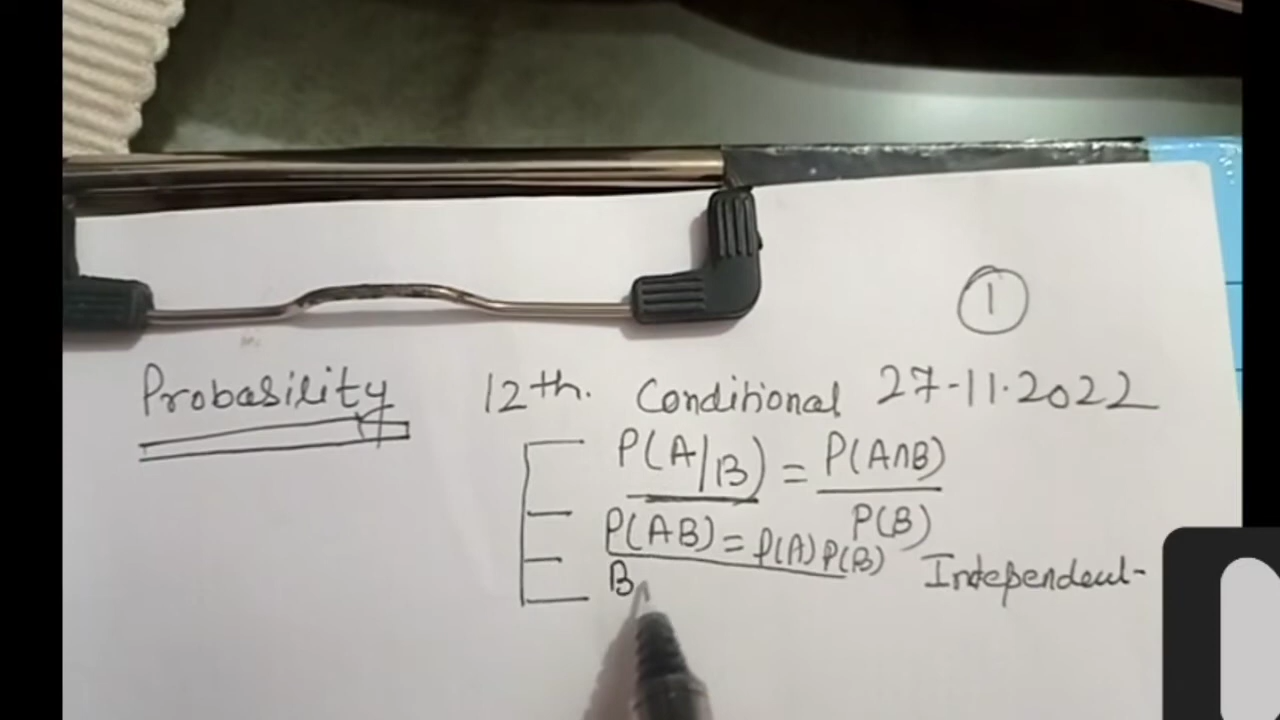 1
Probability 12th. Conditional 27-11-2022
P(A/B) = P(A∩B)
P(B)
P(AB) = P(A)P(B) Independent-
B